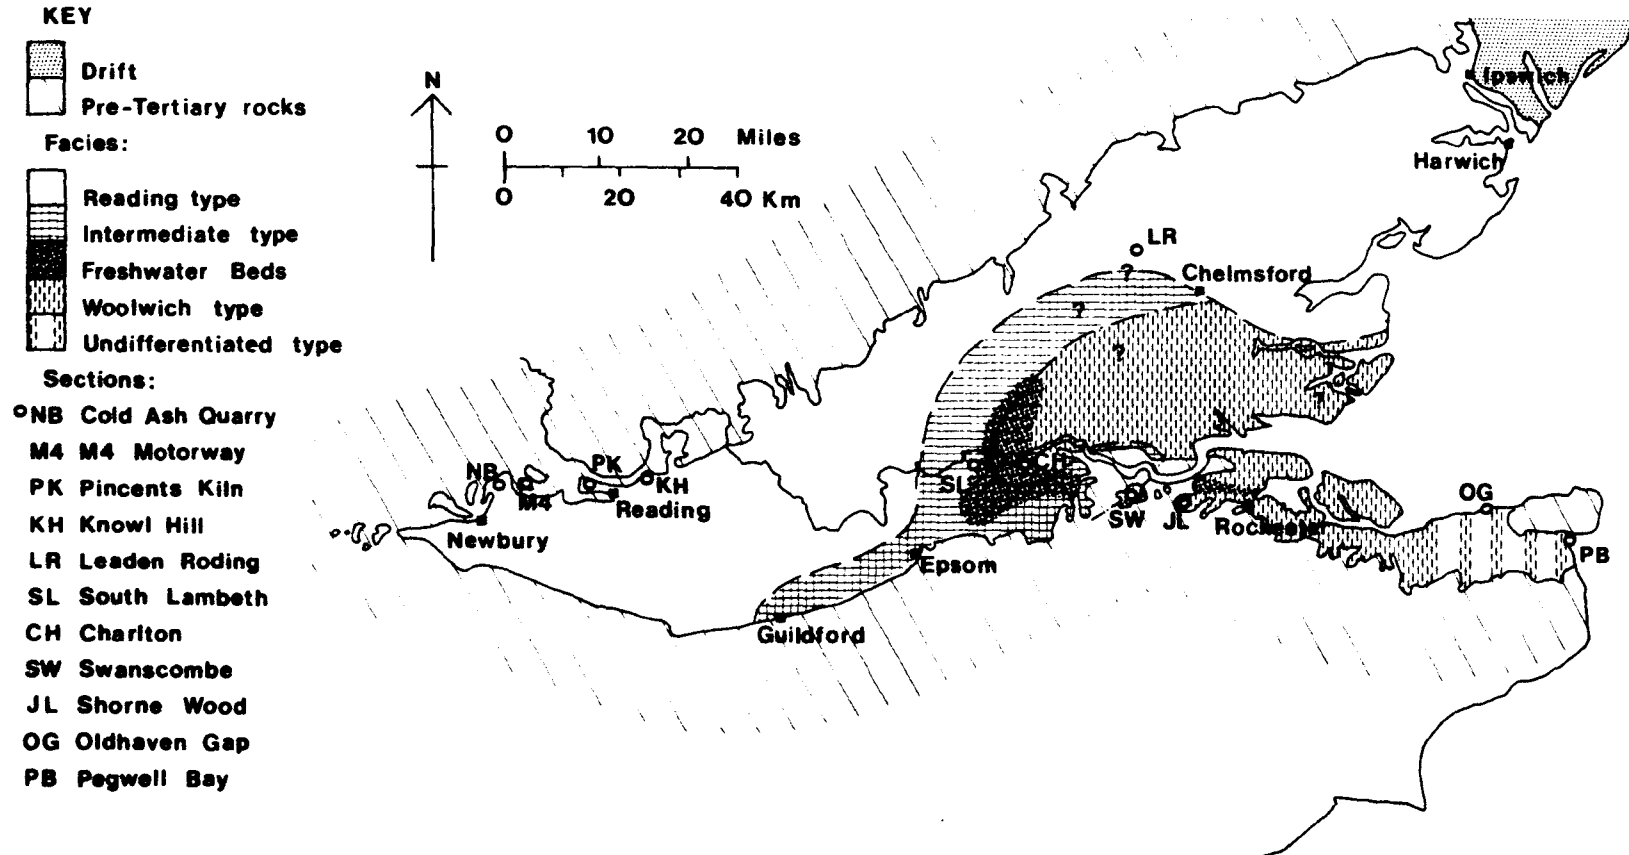 KEY
Drift
Pre-Tertiary rocks
Facies:
Reading type
Intermediate type
Freshwater Beds
Woolwich type
Undifferentiated type
Sections:
NB Cold Ash Quarry
M4 M4 Motorway
PK Pincents Kiln
KH Knowl Hill
LR Leaden Roding
SL South Lambeth
CH Charlton
SW Swanscombe
JL Shorne Wood
OG Oldhaven Gap
PB Pegwell Bay
N
0 10 20 Miles
0 20 40 Km
Ipswich
Harwich
LR
?
Chelmsford
?
?
?
NB
M4
PK
KH
Reading
Newbury
SL
CH
SW
JL
Rochester
OG
PB
Epsom
Guildford